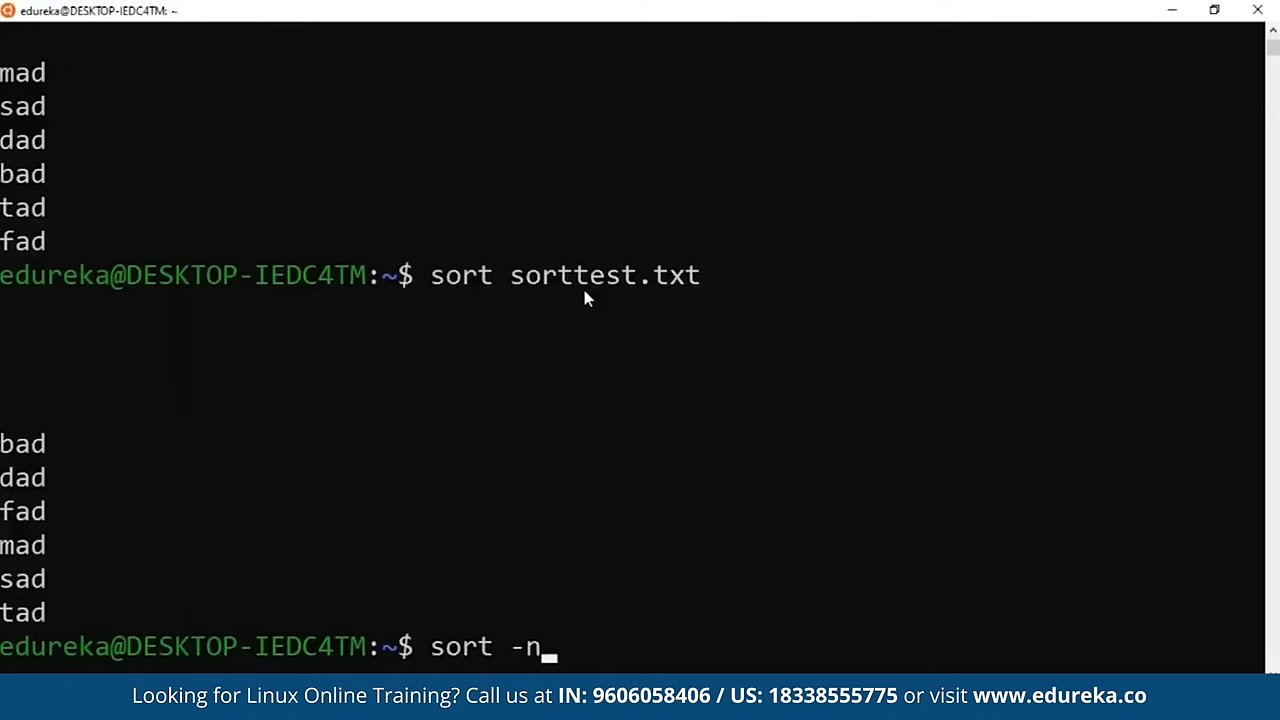 edureka@DESKTOP-IEDC4TM: ~
mad
sad
dad
bad
tad
fad
edureka@DESKTOP-IEDC4TM:~$ sort sorttest.txt
bad
dad
fad
mad
sad
tad
edureka@DESKTOP-IEDC4TM:~$ sort -n_
Looking for Linux Online Training? Call us at IN: 9606058406 / US: 18338555775 or visit www.edureka.co